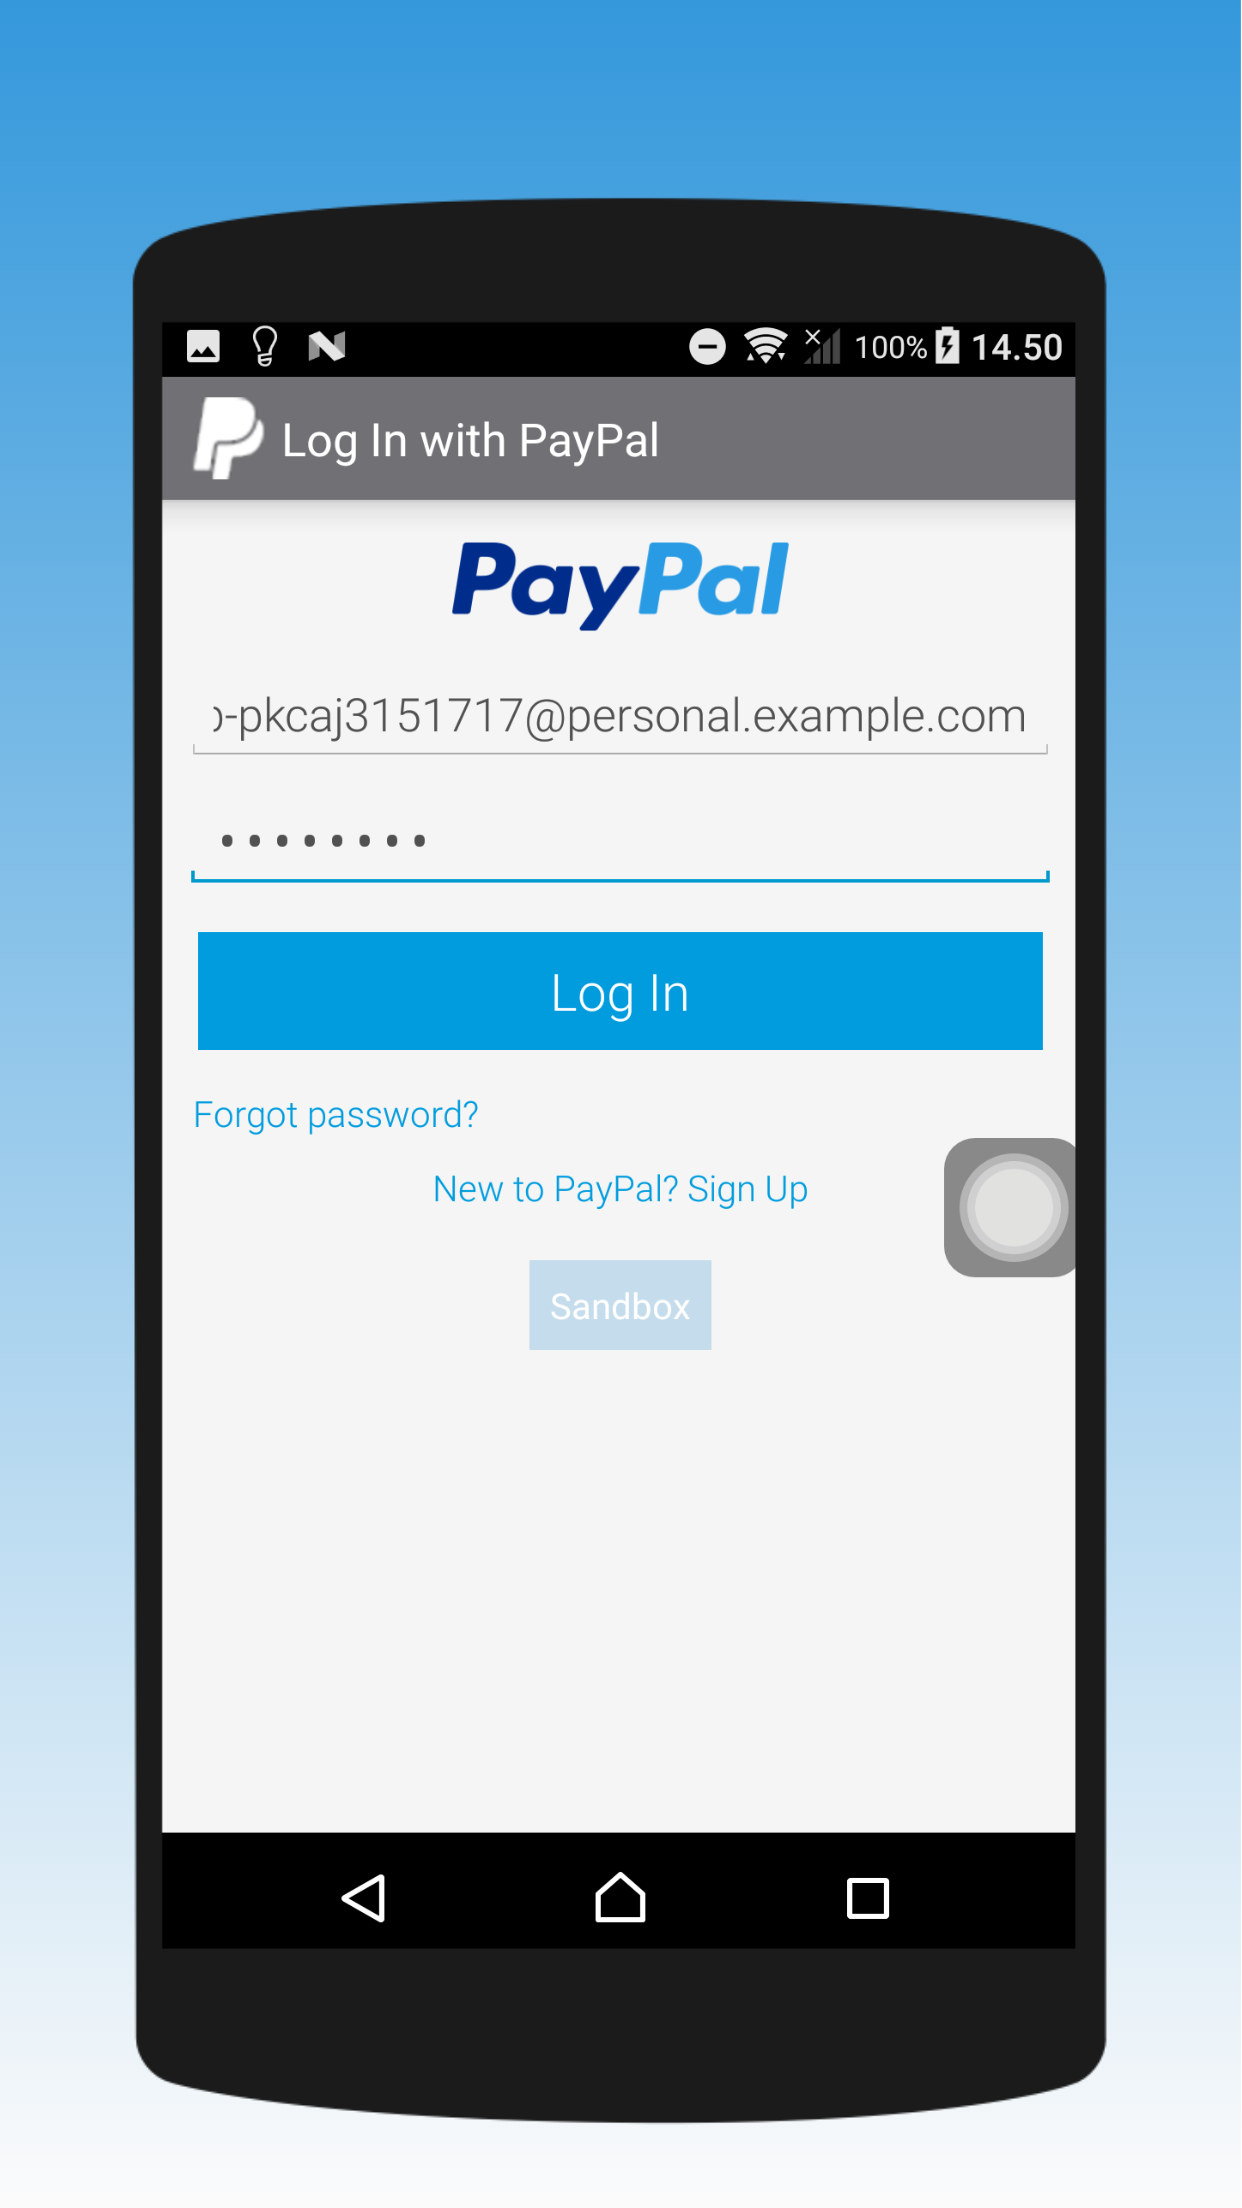 100% 14.50
Log In with PayPal
PayPal
-pkcaj3151717@personal.example.com
••••••••
Log In
Forgot password?
New to PayPal? Sign Up
Sandbox